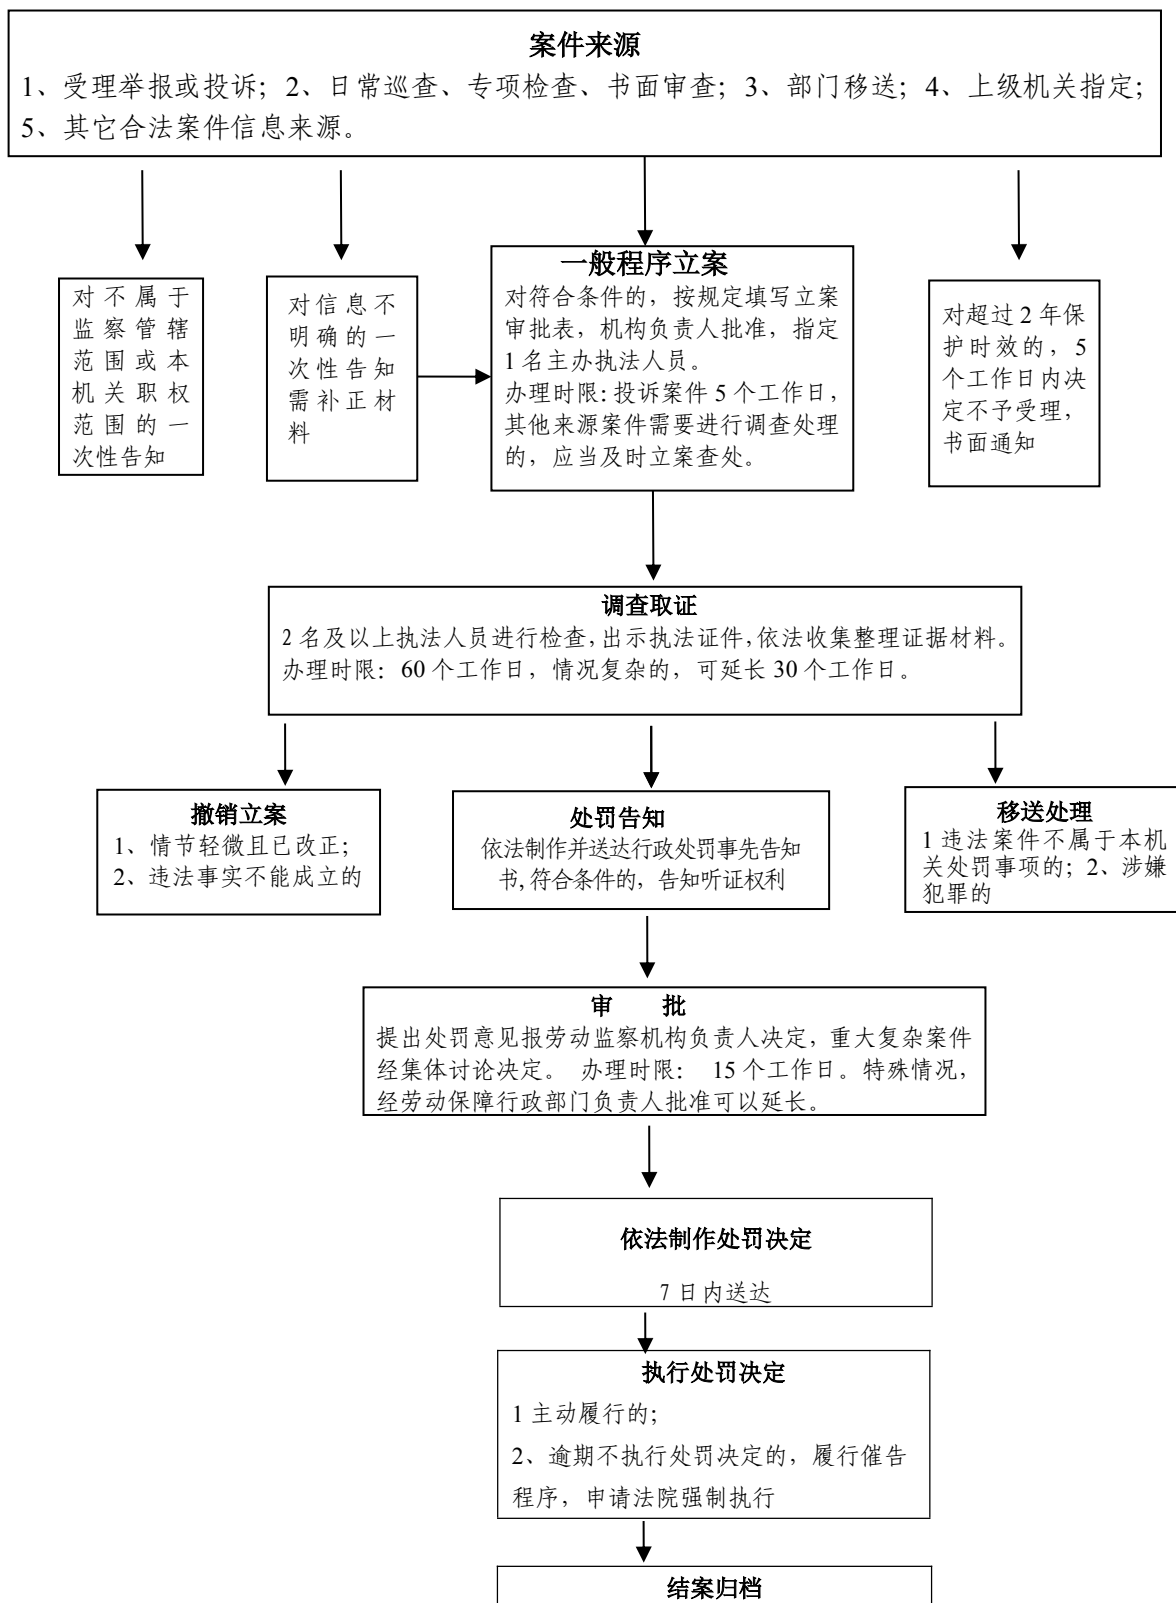 案件来源
1、受理举报或投诉；2、日常巡查、专项检查、书面审查；3、部门移送；4、上级机关指定；
5、其它合法案件信息来源。
对不属于
监察管辖
范围或本
机关职权
范围的一
次性告知
对信息不
明确的一
次性告知
需补正材
料
一般程序立案
对符合条件的，按规定填写立案
审批表，机构负责人批准，指定
1名主办执法人员。
办理时限：投诉案件5个工作日，
其他来源案件需要进行调查处理
的，应当及时立案查处。
对超过2年保
护时效的，5
个工作日内决
定不予受理，
书面通知
调查取证
2名及以上执法人员进行检查，出示执法证件，依法收集整理证据材料。
办理时限：60个工作日，情况复杂的，可延长30个工作日。
撤销立案
1、情节轻微且已改正；
2、违法事实不能成立的
处罚告知
依法制作并送达行政处罚事先告知
书，符合条件的，告知听证权利
移送处理
1 违法案件不属于本机
关处罚事项的；2、涉嫌
犯罪的
审 批
提出处罚意见报劳动监察机构负责人决定，重大复杂案件
经集体讨论决定。 办理时限： 15个工作日。特殊情况，
经劳动保障行政部门负责人批准可以延长。
依法制作处罚决定
7日内送达
执行处罚决定
1 主动履行的；
2、逾期不执行处罚决定的，履行催告
程序，申请法院强制执行
结案归档